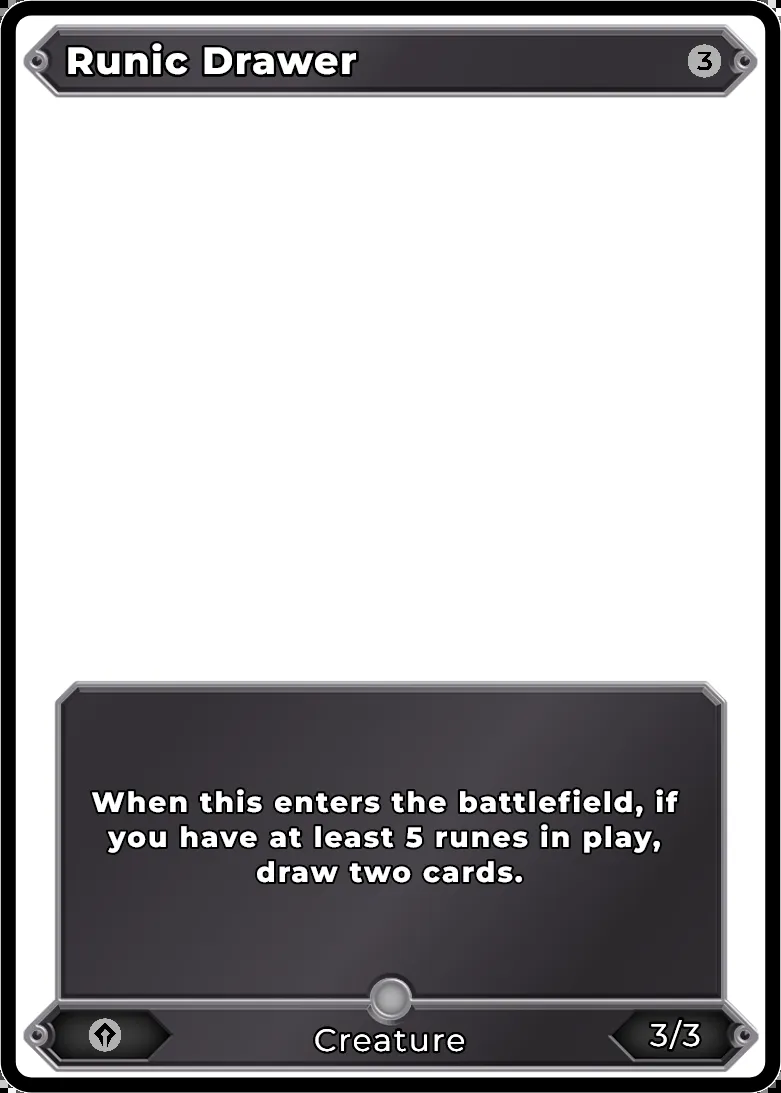 Runic Drawer
3
When this enters the battlefield, if
you have at least 5 runes in play,
draw two cards.
Creature
3/3